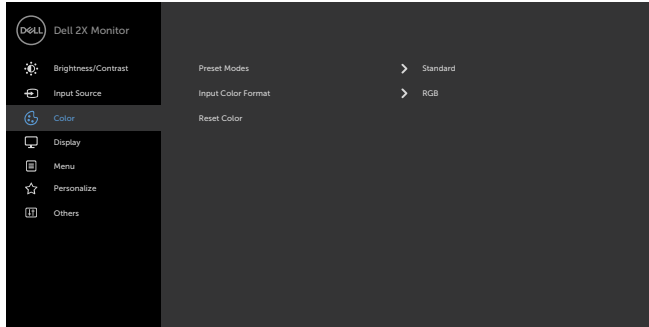 DELL Dell 2X Monitor
Brightness/Contrast Preset Modes Standard
Input Source Input Color Format RGB
Color Reset Color
Display
Menu
Personalize
Others